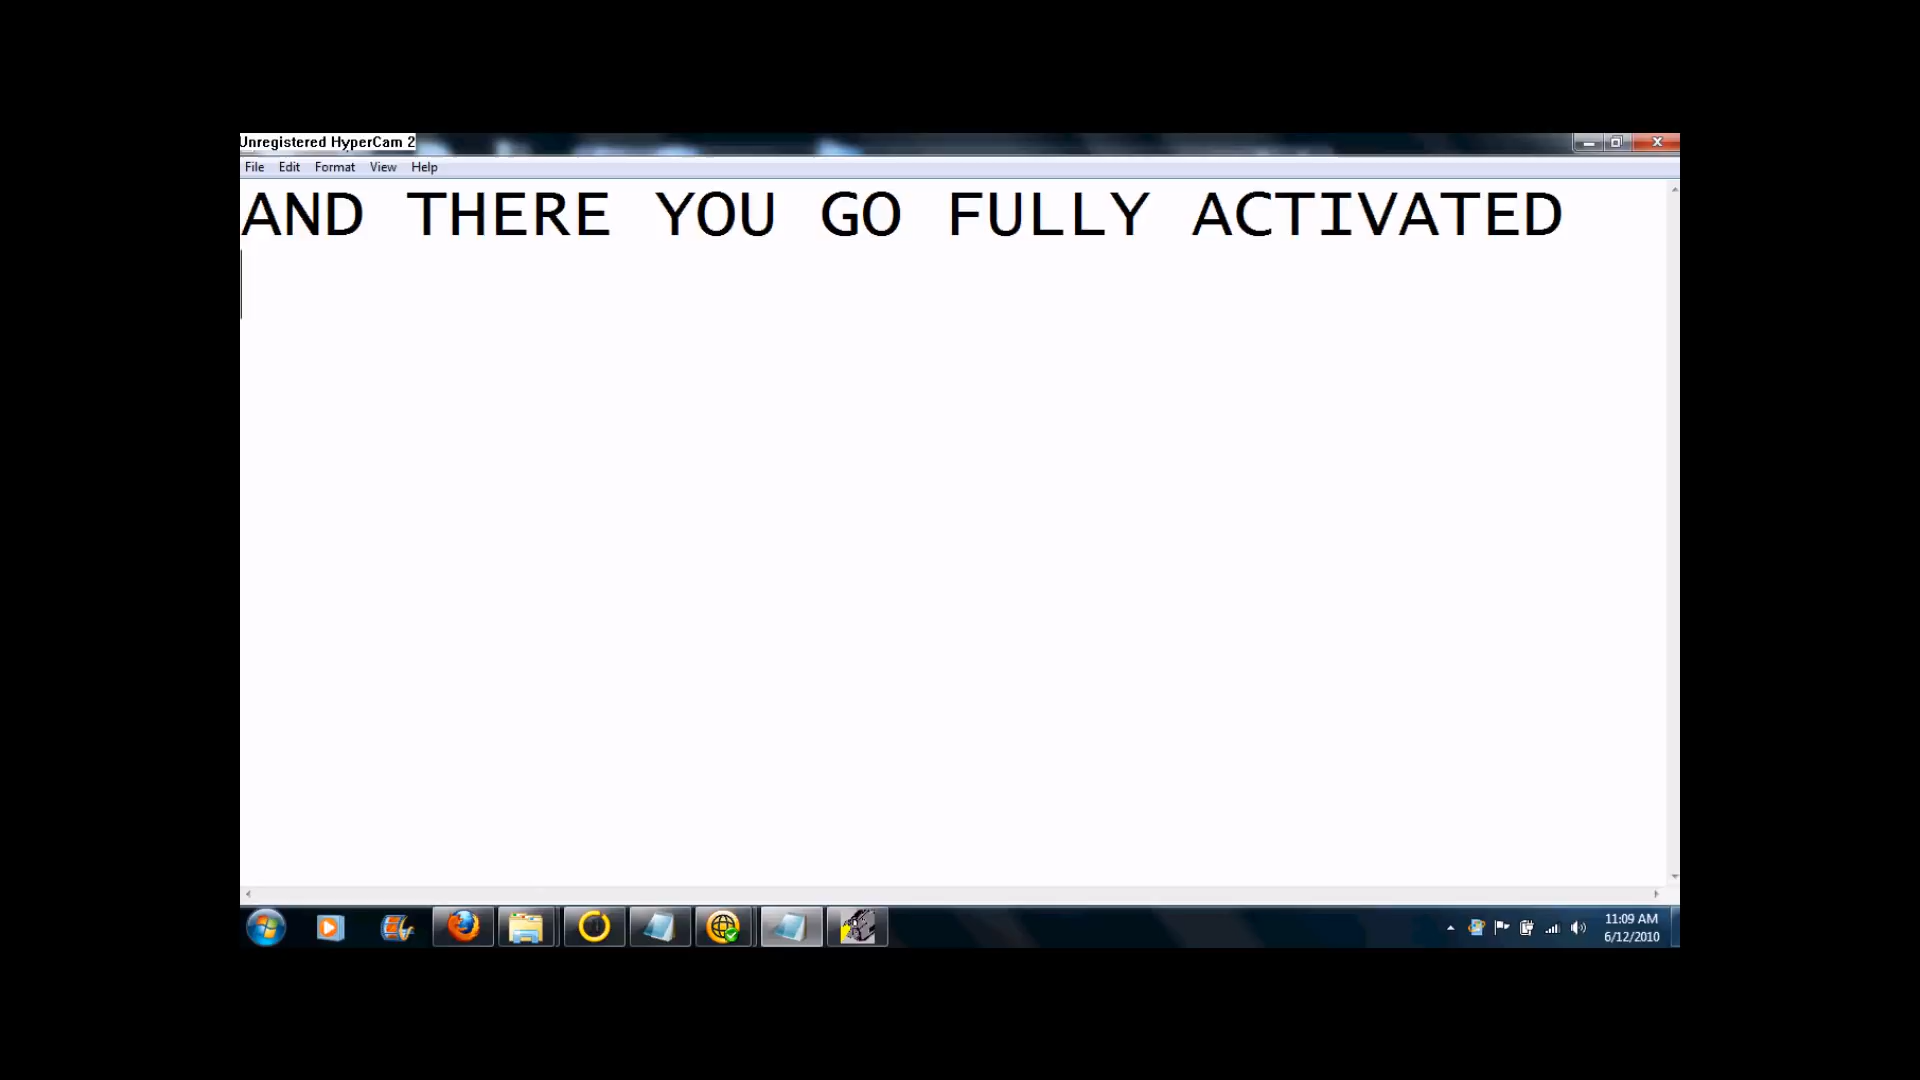 Unregistered HyperCam 2
File Edit Format View Help
AND THERE YOU GO FULLY ACTIVATED
11:09 AM
6/12/2010